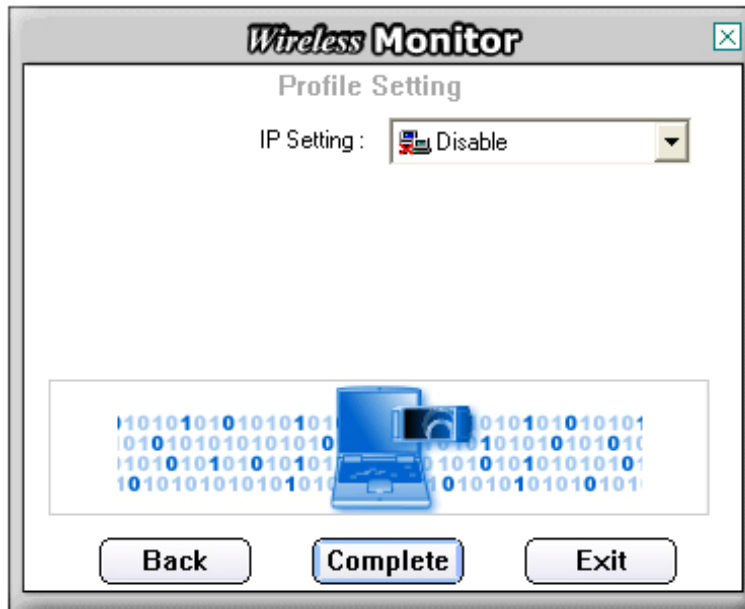 Wireless Monitor
Profile Setting
IP Setting :
Disable
Back
Complete
Exit